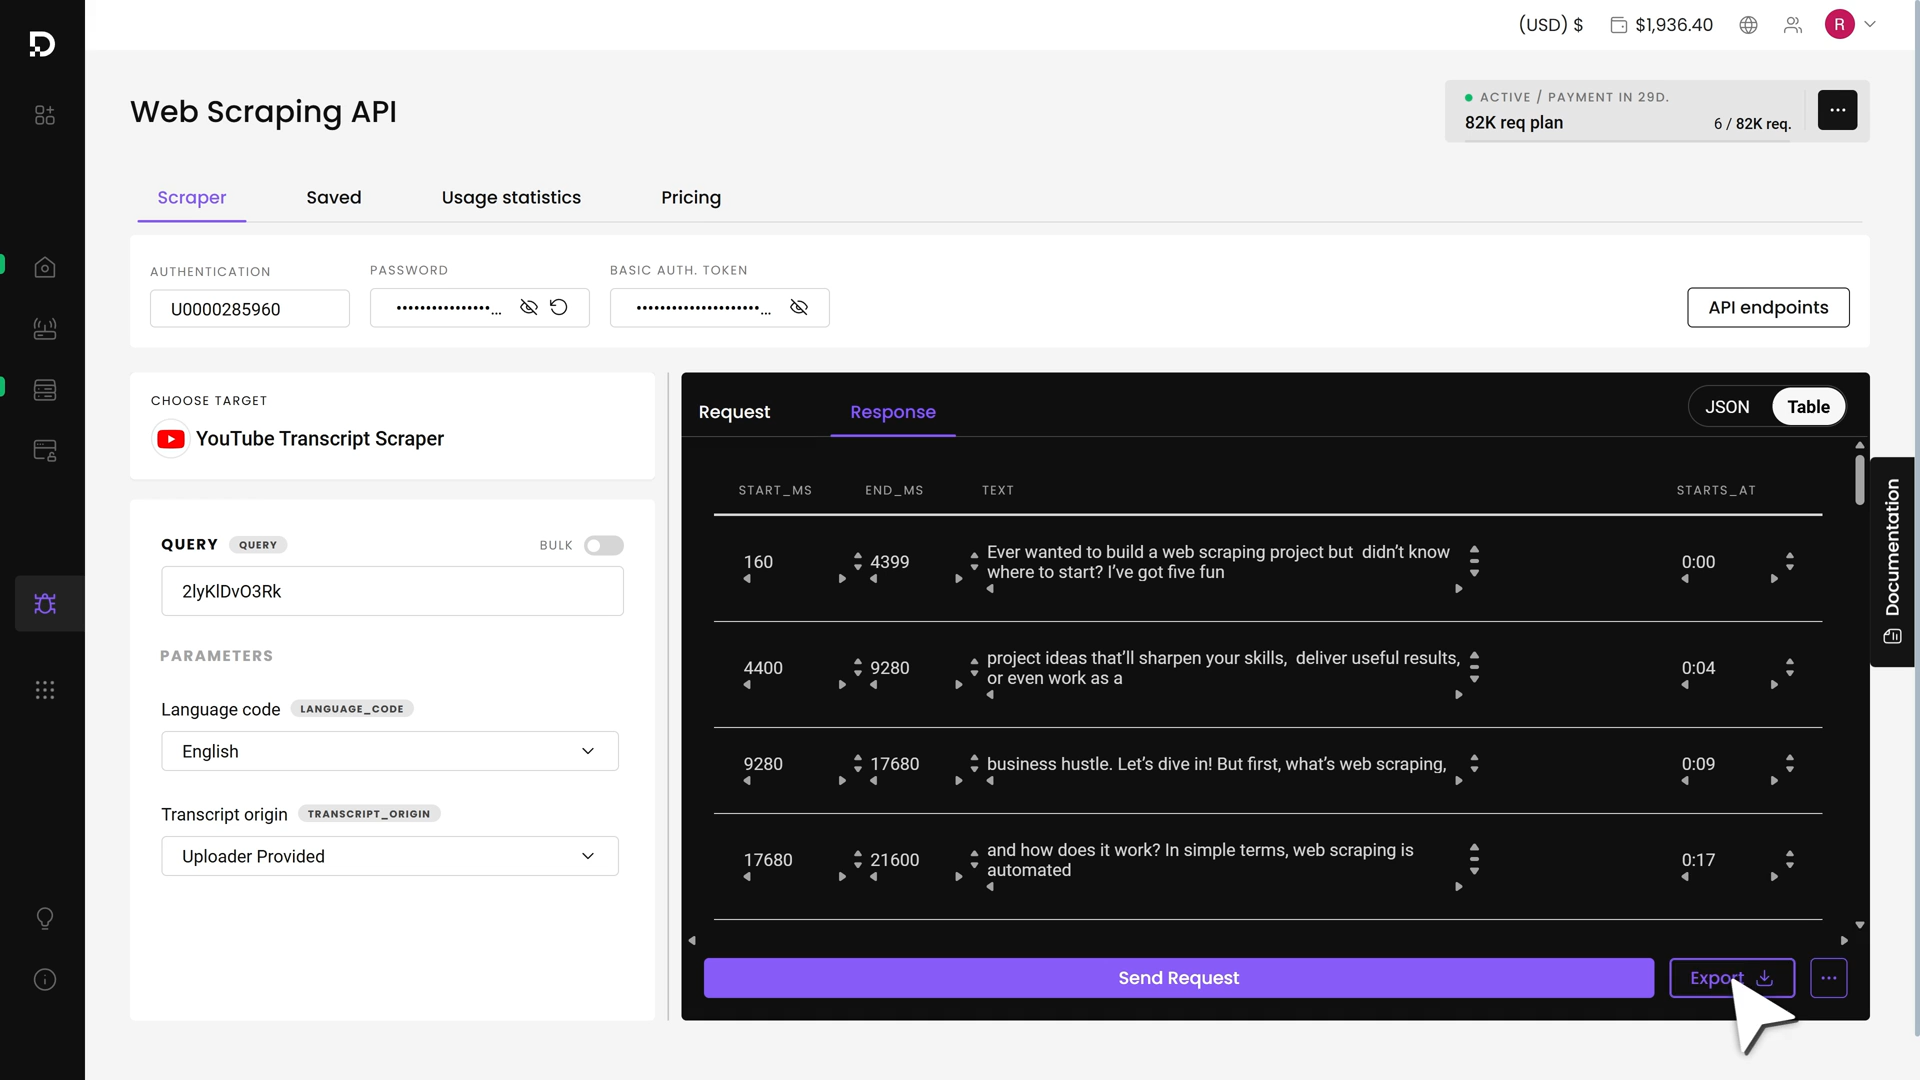 (USD) $
$1,936.40
R
Web Scraping API
ACTIVE / PAYMENT IN 29D.
82K req plan
6 / 82K req.
Scraper
Saved
Usage statistics
Pricing
AUTHENTICATION
PASSWORD
BASIC AUTH. TOKEN
U0000285960
API endpoints
CHOOSE TARGET
YouTube Transcript Scraper
QUERY
QUERY
BULK
2lyKlDvO3Rk
PARAMETERS
Language code
LANGUAGE_CODE
English
Transcript origin
TRANSCRIPT_ORIGIN
Uploader Provided
Request
Response
JSON
Table
START_MS
END_MS
TEXT
STARTS_AT
160
4399
Ever wanted to build a web scraping project but  didn’t know
where to start? I’ve got five fun
0:00
4400
9280
project ideas that’ll sharpen your skills,  deliver useful results,
or even work as a
0:04
9280
17680
business hustle. Let’s dive in! But first, what’s web scraping,
0:09
17680
21600
and how does it work? In simple terms, web scraping is
automated
0:17
Send Request
Export
Documentation